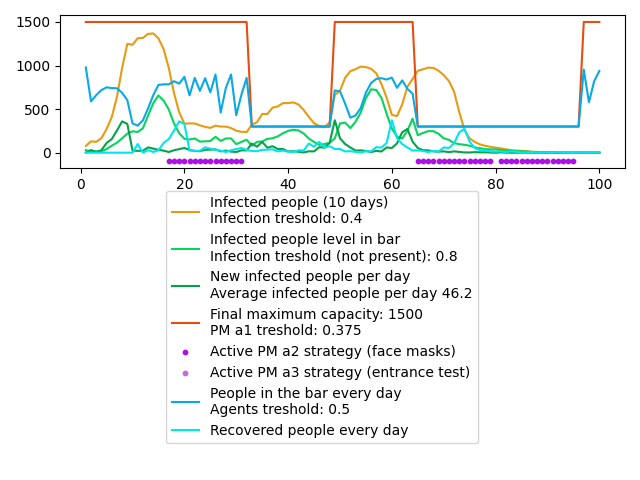 1500
1000
500
0
0
20
40
60
80
100
Infected people (10 days)
Infection treshold: 0.4
Infected people level in bar
Infection treshold (not present): 0.8
New infected people per day
Average infected people per day 46.2
Final maximum capacity: 1500
PM a1 treshold: 0.375
Active PM a2 strategy (face masks)
Active PM a3 strategy (entrance test)
People in the bar every day
Agents treshold: 0.5
Recovered people every day